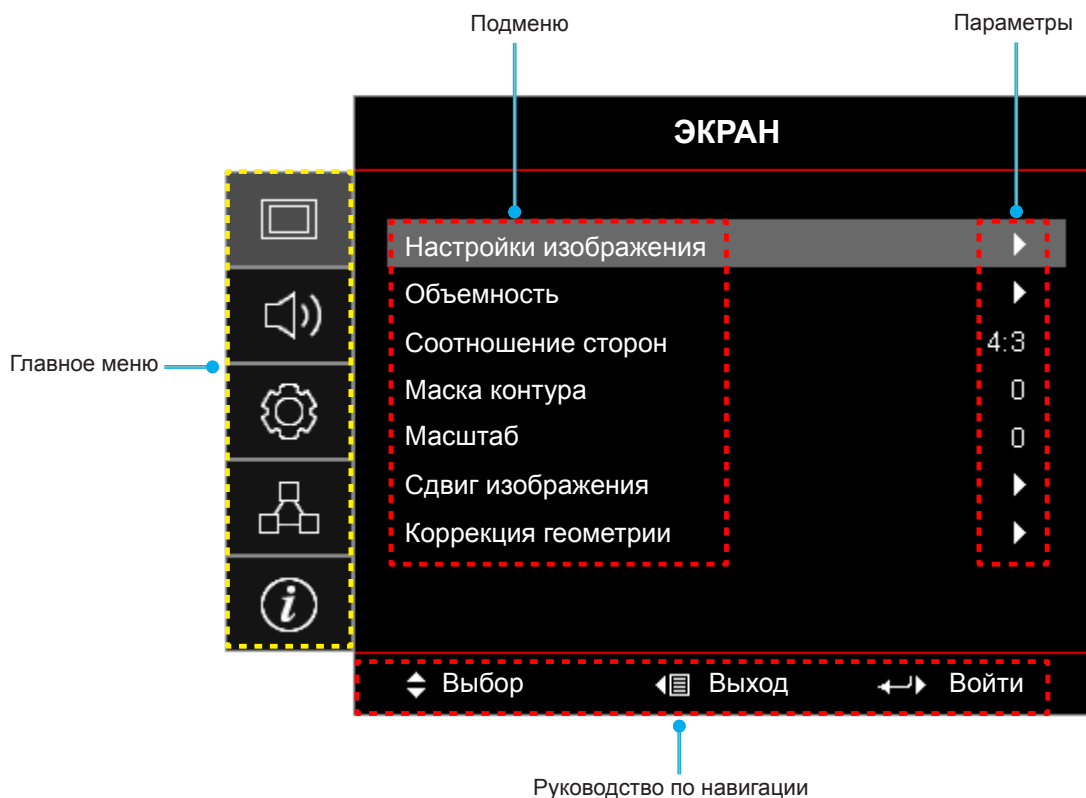 Подменю
Параметры
ЭКРАН
Настройки изображения
Объемность
Соотношение сторон 4:3
Маска контура 0
Масштаб 0
Сдвиг изображения
Коррекция геометрии
Главное меню
i
Выбор Выход Войти
Руководство по навигации